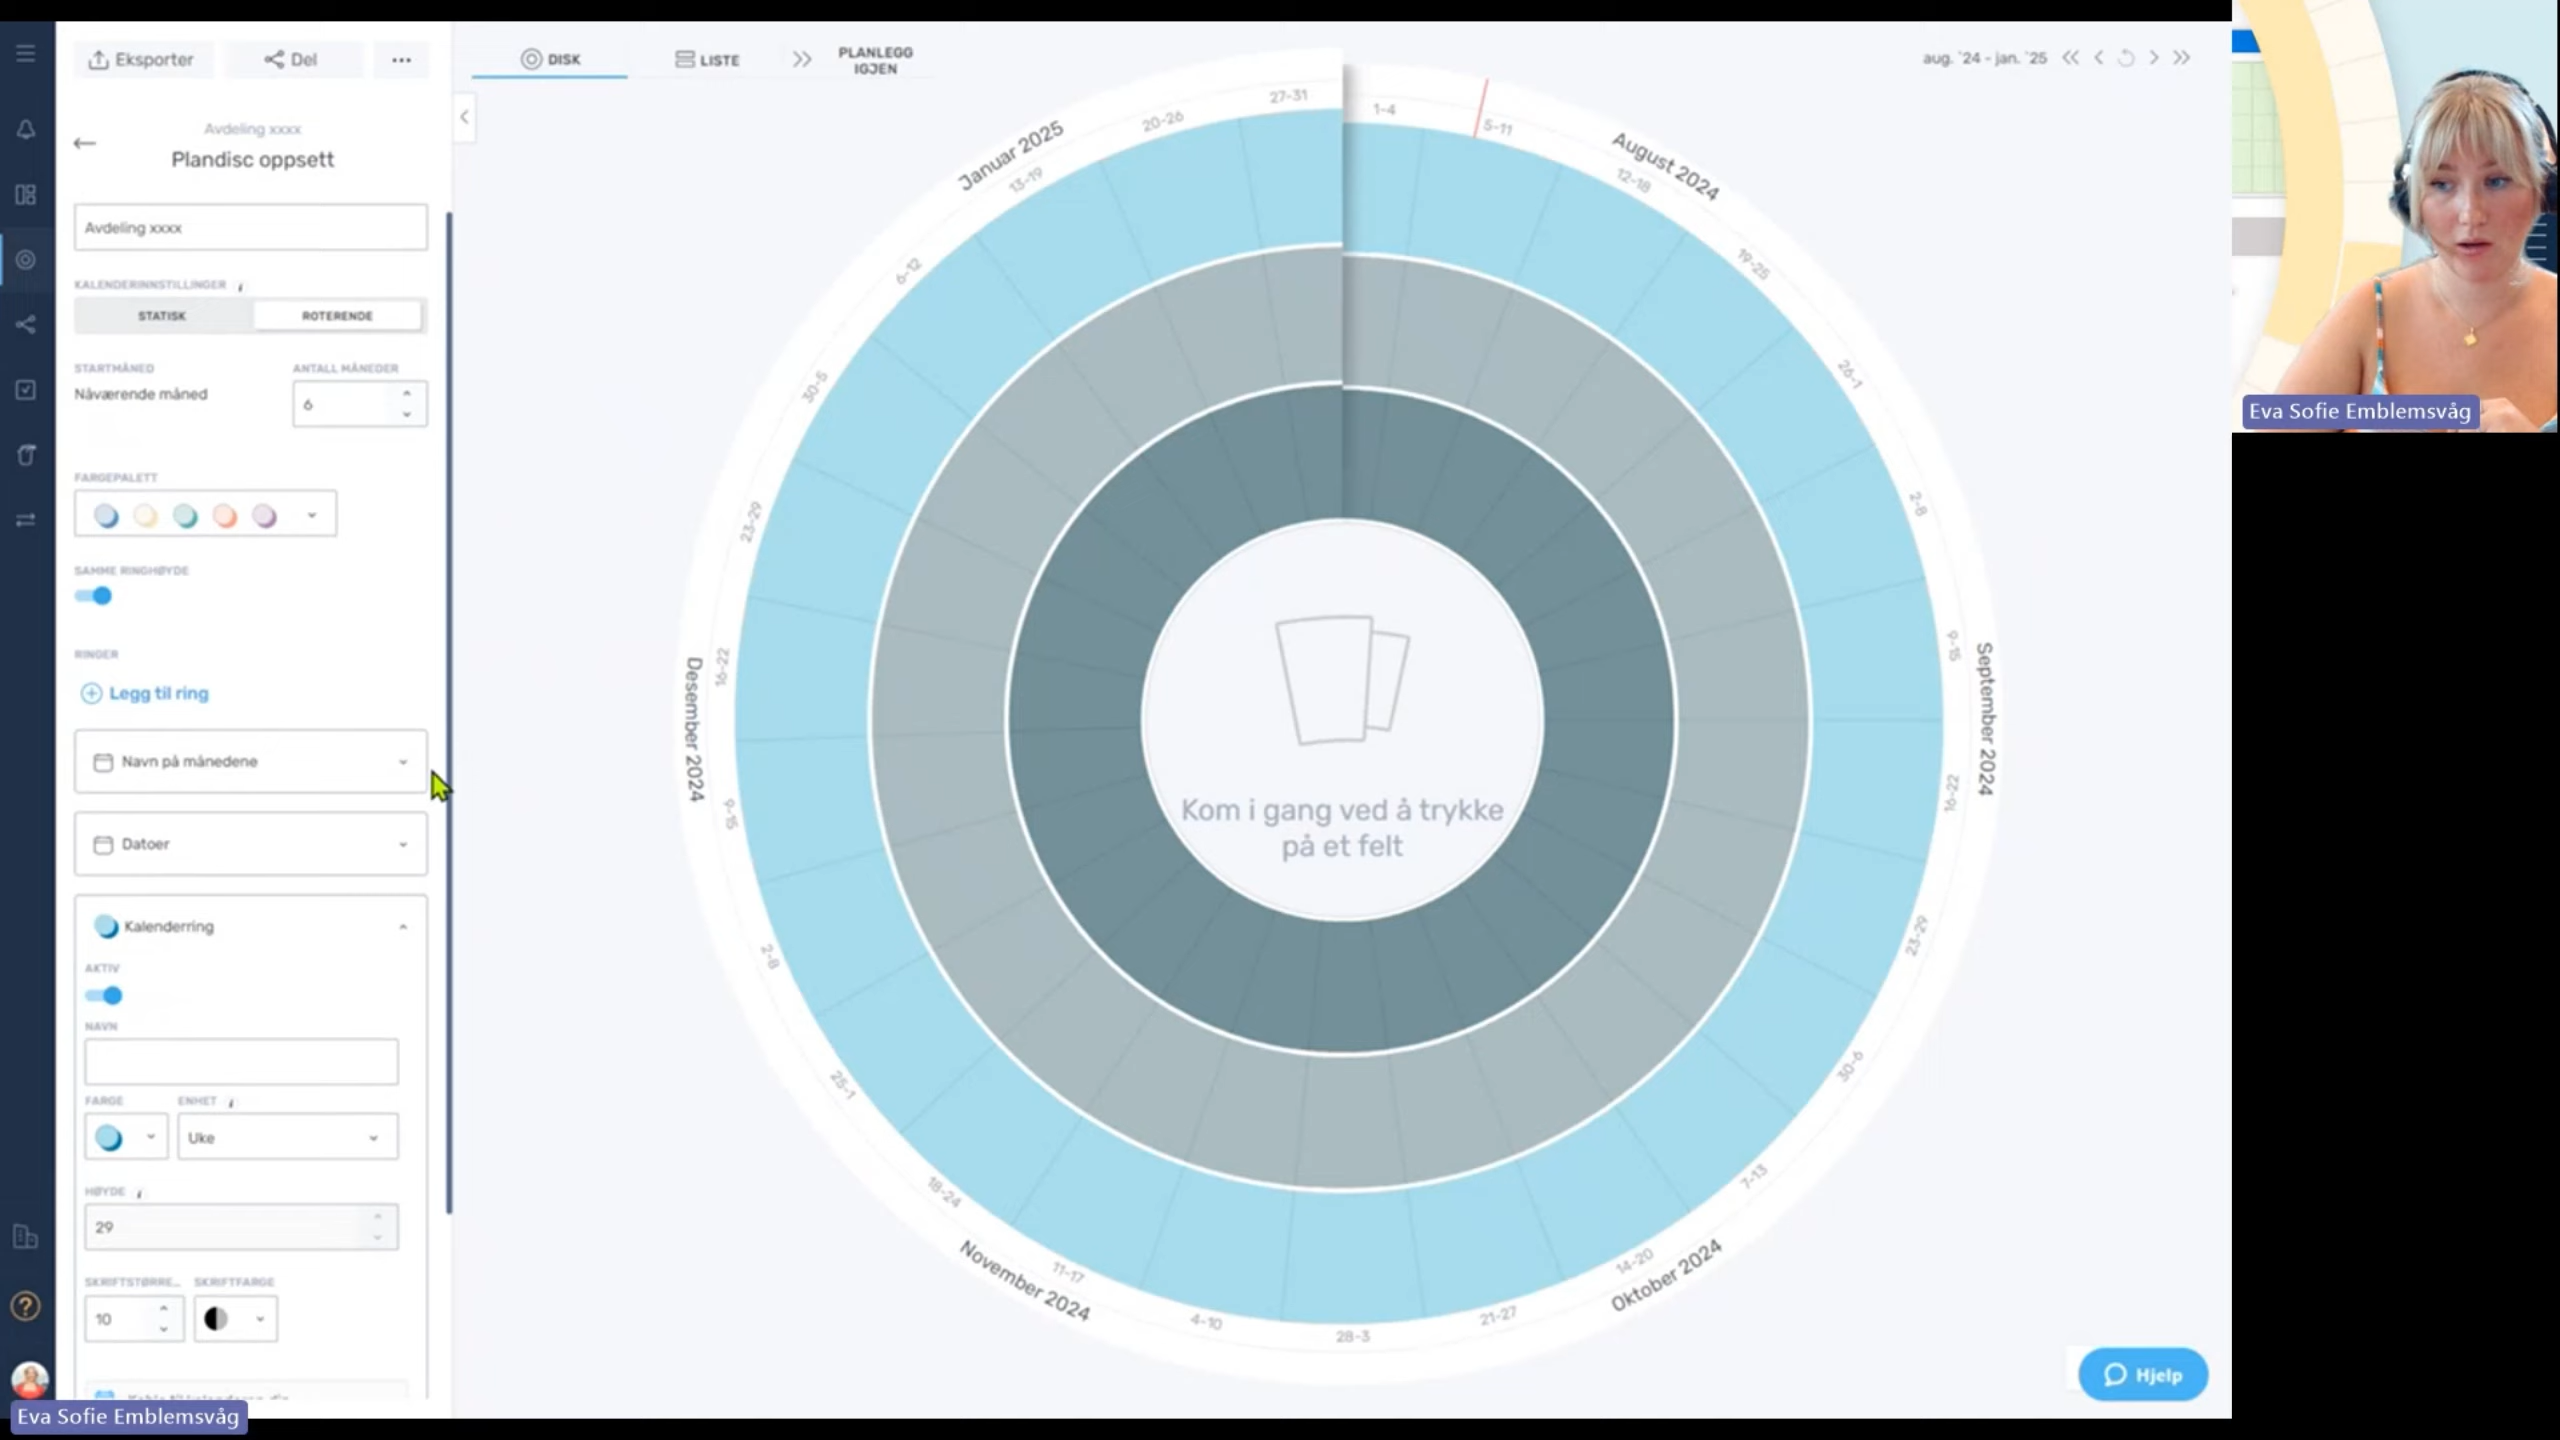 Eksporter
Del
DISK
LISTE
PLANLEGG
IGJEN
aug. `24 - jan. `25
Avdeling xxxx
Plandisc oppsett
Avdeling xxxx
KALENDERINNSTILLINGER i
STATISK
ROTERENDE
STARTMÅNED
ANTALL MÅNEDER
Nåværende måned
6
FARGEPALETT
SAMME RINGHØYDE
RINGER
Legg til ring
Navn på månedene
Datoer
Kalenderring
AKTIV
NAVN
FARGE
ENHET i
Uke
HØYDE i
29
SKRIFTSTØRRE...
SKRIFTFARGE
10
August 2024
September 2024
Oktober 2024
November 2024
Desember 2024
Januar 2025
1-4
5-11
12-18
19-25
26-1
2-8
9-15
16-22
23-29
30-6
7-13
14-20
21-27
28-3
4-10
11-17
18-24
25-1
2-8
9-15
16-22
23-29
30-5
6-12
13-19
20-26
27-31
Kom i gang ved å trykke
på et felt
Hjelp
Eva Sofie Emblemsvåg
Eva Sofie Emblemsvåg